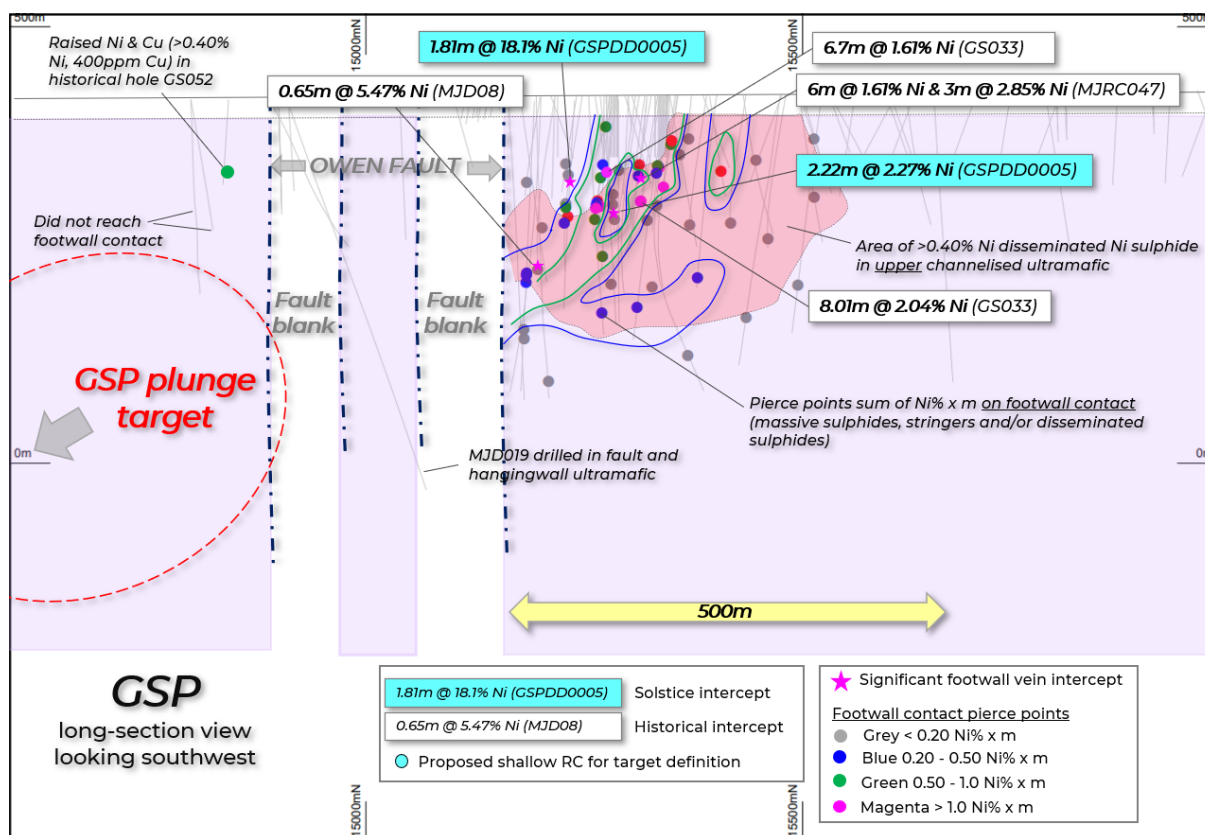 500m
15000mN
15500mN
500m
Raised Ni & Cu (>0.40%
Ni, 400ppm Cu) in
historical hole GS052
1.81m @ 18.1% Ni (GSPDD0005)
6.7m @ 1.61% Ni (GS033)
0.65m @ 5.47% Ni (MJD08)
6m @ 1.61% Ni & 3m @ 2.85% Ni (MJRC047)
OWEN FAULT
2.22m @ 2.27% Ni (GSPDD0005)
Did not reach
footwall contact
Area of >0.40% Ni disseminated Ni sulphide
in upper channelised ultramafic
Fault
blank
Fault
blank
8.01m @ 2.04% Ni (GS033)
GSP plunge
target
Pierce points sum of Ni% x m on footwall contact
(massive sulphides, stringers and/or disseminated
sulphides)
0m
0m
MJD019 drilled in fault and
hangingwall ultramafic
500m
GSP
long-section view
looking southwest
1.81m @ 18.1% Ni (GSPDD0005)
Solstice intercept
0.65m @ 5.47% Ni (MJD08)
Historical intercept
Proposed shallow RC for target definition
Significant footwall vein intercept
Footwall contact pierce points
Grey < 0.20 Ni% x m
Blue 0.20 - 0.50 Ni% x m
Green 0.50 - 1.0 Ni% x m
Magenta > 1.0 Ni% x m
15000mN
15500mN